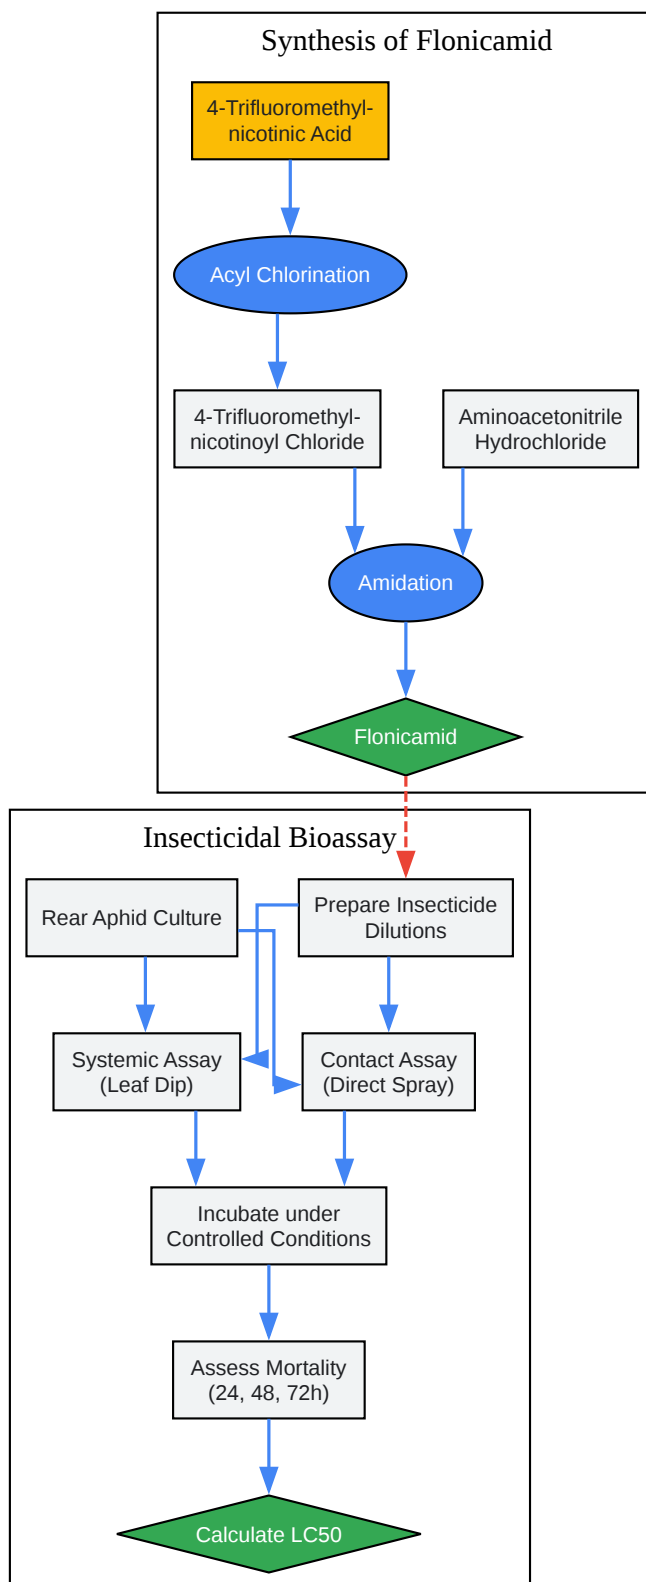 Synthesis of Flonicamid
4-Trifluoromethyl-
nicotinic Acid
Acyl Chlorination
4-Trifluoromethyl-
nicotinoyl Chloride
Aminoacetonitrile
Hydrochloride
Amidation
Flonicamid
Insecticidal Bioassay
Rear Aphid Culture
Prepare Insecticide
Dilutions
Systemic Assay
(Leaf Dip)
Contact Assay
(Direct Spray)
Incubate under
Controlled Conditions
Assess Mortality
(24, 48, 72h)
Calculate LC50